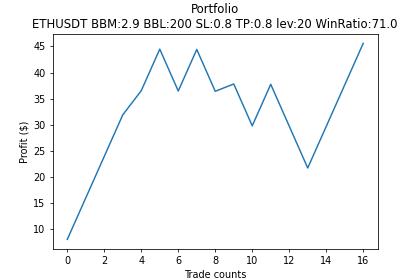 Portfolio
ETHUSDT BBM:2.9 BBL:200 SL:0.8 TP:0.8 lev:20 WinRatio:71.0
45
40
35
30
25
20
15
10
Profit ($)
0 2 4 6 8 10 12 14 16
Trade counts